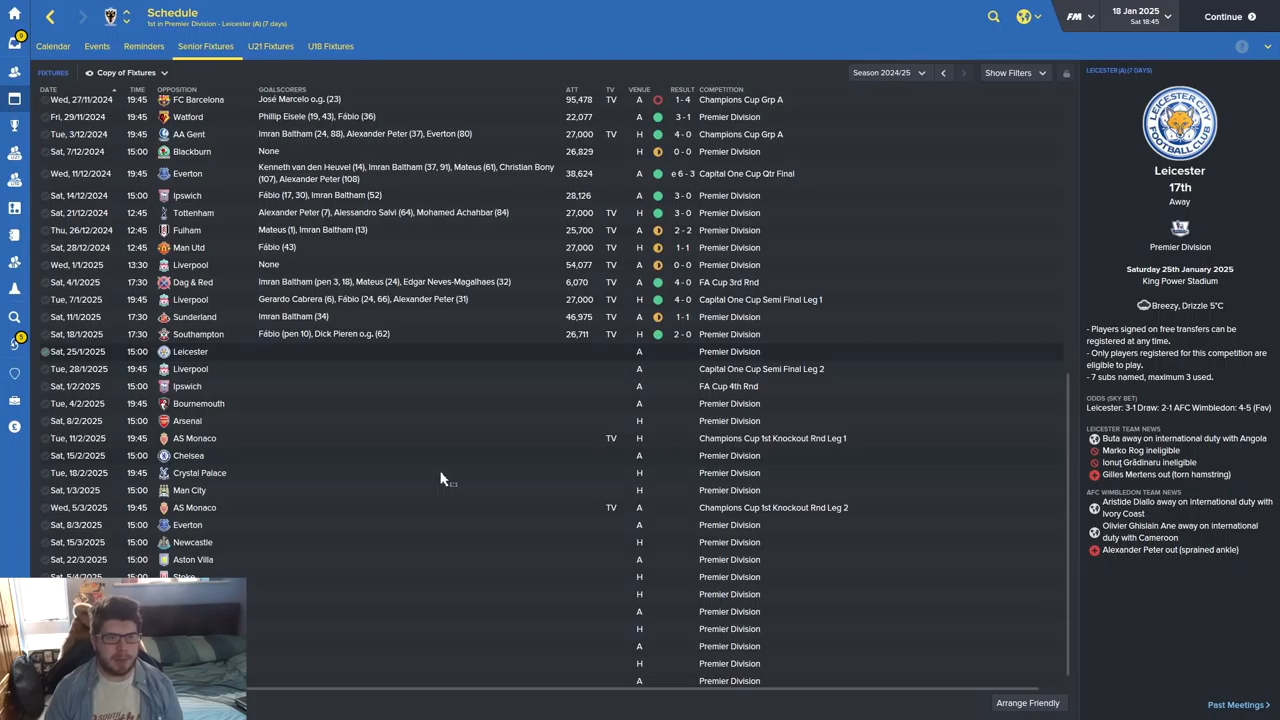 9
Schedule
1st in Premier Division - Leicester (A) (7 days)
FM
18 Jan 2025
Sat 18:45
Continue
Calendar Events Reminders Senior Fixtures U21 Fixtures U18 Fixtures
?
FIXTURES Copy of Fixtures Season 2024/25 Show Filters
DATE TIME OPPOSITION GOALSCORERS ATT TV VENUE RESULT COMPETITION
Wed, 27/11/2024 19:45 FC Barcelona José Marcelo o.g. (23) 95,478 TV A 1 - 4 Champions Cup Grp A
Fri, 29/11/2024 19:45 Watford Phillip Eisele (19, 43), Fábio (36) 22,077 A 3 - 1 Premier Division
Tue, 3/12/2024 19:45 AA Gent Imran Baltham (24, 88), Alexander Peter (37), Everton (80) 27,000 TV H 4 - 0 Champions Cup Grp A
Sat, 7/12/2024 15:00 Blackburn None 26,829 H 0 - 0 Premier Division
Wed, 11/12/2024 19:45 Everton Kenneth van den Heuvel (14), Imran Baltham (37, 91), Mateus (61), Christian Bony
(107), Alexander Peter (108) 38,624 A e 6 - 3 Capital One Cup Qtr Final
Sat, 14/12/2024 15:00 Ipswich Fábio (17, 30), Imran Baltham (52) 28,126 A 3 - 0 Premier Division
Sat, 21/12/2024 12:45 Tottenham Alexander Peter (7), Alessandro Salvi (64), Mohamed Achahbar (84) 27,000 TV H 3 - 0 Premier Division
Thu, 26/12/2024 12:45 Fulham Mateus (1), Imran Baltham (13) 25,700 TV A 2 - 2 Premier Division
Sat, 28/12/2024 12:45 Man Utd Fábio (43) 27,000 TV H 1 - 1 Premier Division
Wed, 1/1/2025 13:30 Liverpool None 54,077 TV A 0 - 0 Premier Division
Sat, 4/1/2025 17:30 Dag & Red Imran Baltham (pen 3, 18), Mateus (24), Edgar Neves-Magalhaes (32) 6,070 TV A 4 - 0 FA Cup 3rd Rnd
Tue, 7/1/2025 19:45 Liverpool Gerardo Cabrera (6), Fábio (24, 66), Alexander Peter (31) 27,000 TV H 4 - 0 Capital One Cup Semi Final Leg 1
Sat, 11/1/2025 17:30 Sunderland Imran Baltham (34) 46,975 TV A 1 - 1 Premier Division
Sat, 18/1/2025 17:30 Southampton Fábio (pen 10), Dick Pieren o.g. (62) 26,711 TV H 2 - 0 Premier Division
Sat, 25/1/2025 15:00 Leicester A Premier Division
Tue, 28/1/2025 19:45 Liverpool A Capital One Cup Semi Final Leg 2
Sat, 1/2/2025 15:00 Ipswich A FA Cup 4th Rnd
Tue, 4/2/2025 19:45 Bournemouth A Premier Division
Sat, 8/2/2025 15:00 Arsenal H Premier Division
Tue, 11/2/2025 19:45 AS Monaco TV H Champions Cup 1st Knockout Rnd Leg 1
Sat, 15/2/2025 15:00 Chelsea A Premier Division
Tue, 18/2/2025 19:45 Crystal Palace H Premier Division
Sat, 1/3/2025 15:00 Man City H Premier Division
Wed, 5/3/2025 19:45 AS Monaco TV A Champions Cup 1st Knockout Rnd Leg 2
Sat, 8/3/2025 15:00 Everton A Premier Division
Sat, 15/3/2025 15:00 Newcastle H Premier Division
Sat, 22/3/2025 15:00 Aston Villa A Premier Division
Sat, 5/4/2025 15:00 Stoke H Premier Division
H Premier Division
A Premier Division
H Premier Division
A Premier Division
H Premier Division
A Premier Division
Arrange Friendly
5
LEICESTER (A) (7 DAYS)
LEICESTER CITY
FOOTBALL CLUB
Leicester
17th
Away
Premier Division
Saturday 25th January 2025
King Power Stadium
Breezy, Drizzle 5°C
- Players signed on free transfers can be
registered at any time.
- Only players registered for this competition are
eligible to play.
- 7 subs named, maximum 3 used.
ODDS (SKY BET)
Leicester: 3-1 Draw: 2-1 AFC Wimbledon: 4-5 (Fav)
LEICESTER TEAM NEWS
Buta away on international duty with Angola
Marko Rog ineligible
Ionuţ Grădinaru ineligible
Gilles Mertens out (torn hamstring)
AFC WIMBLEDON TEAM NEWS
Aristide Diallo away on international duty with
Ivory Coast
Olivier Ghislain Ane away on international
duty with Cameroon
Alexander Peter out (sprained ankle)
Past Meetings